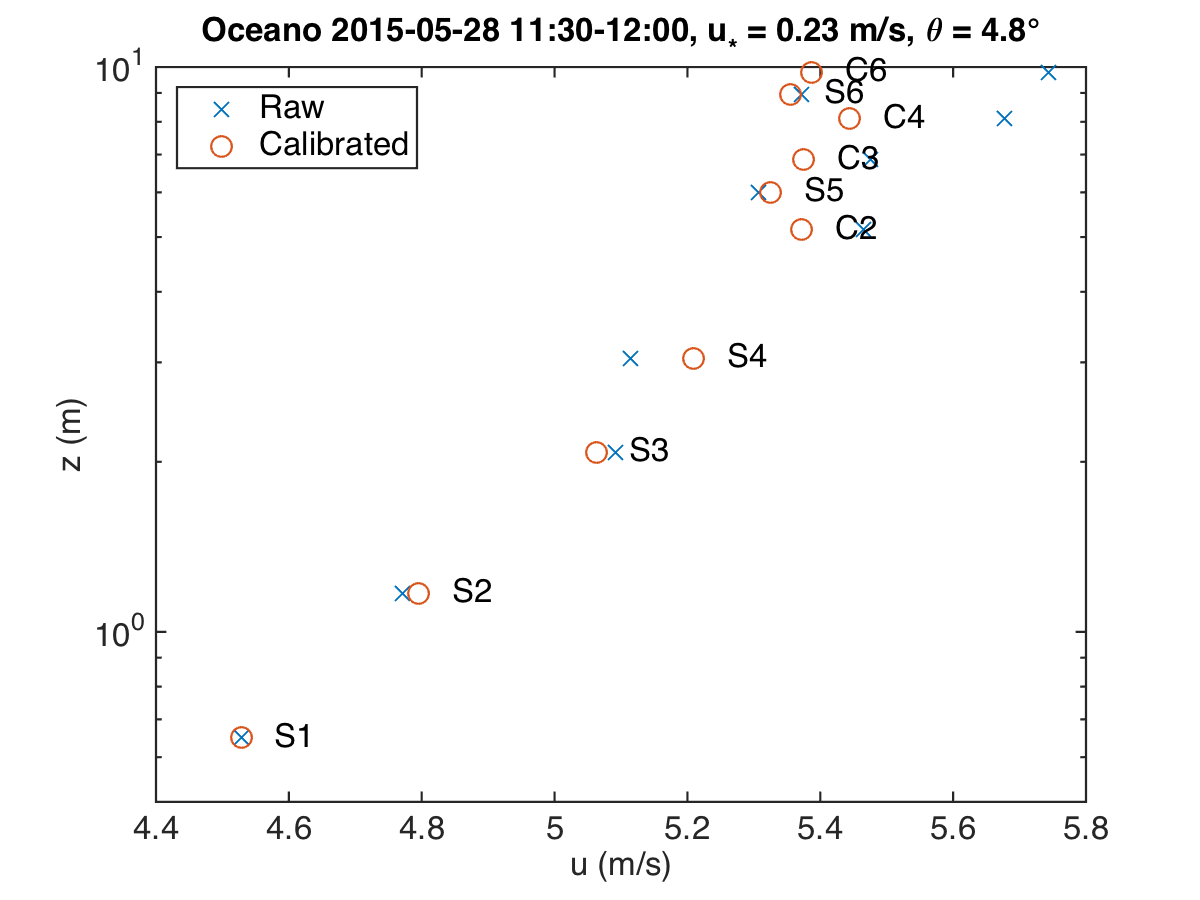 Oceano 2015-05-28 11:30-12:00, u* = 0.23 m/s, θ = 4.8°
10¹
Raw
Calibrated
C6
S6
C4
C3
S5
C2
S4
z (m)
S3
S2
10⁰
S1
4.4 4.6 4.8 5 5.2 5.4 5.6 5.8
u (m/s)